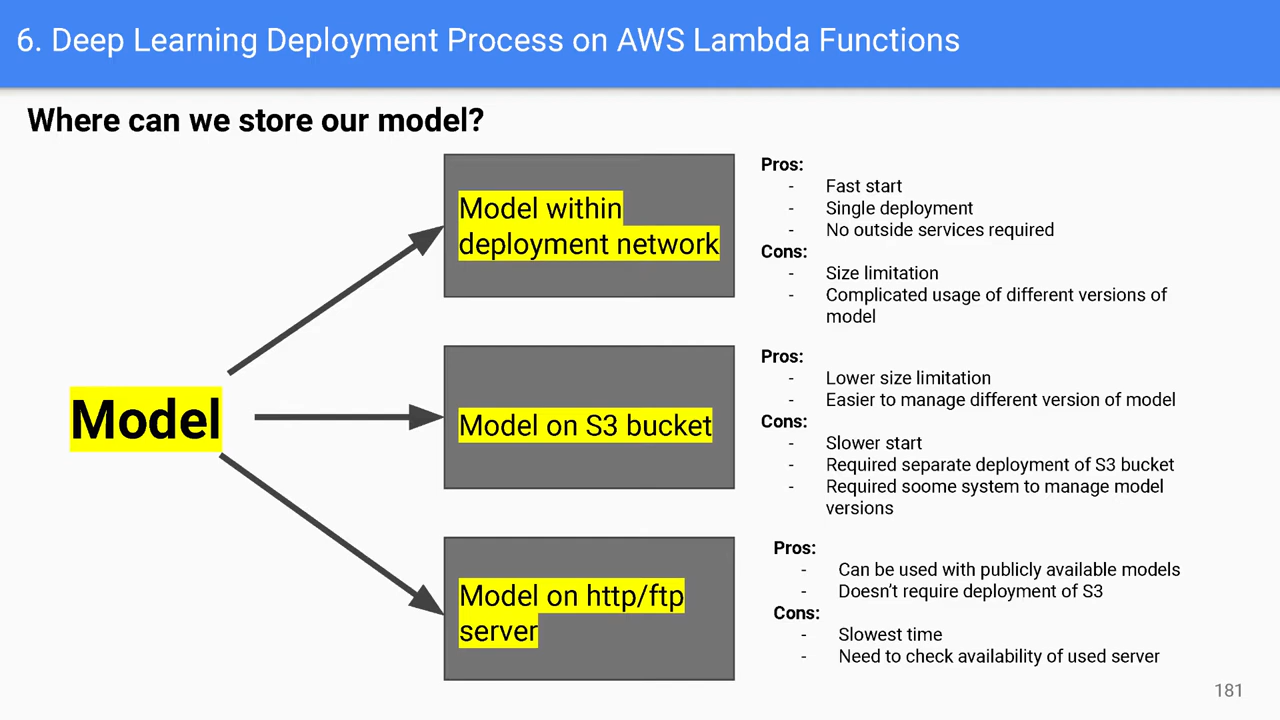 6. Deep Learning Deployment Process on AWS Lambda Functions
Where can we store our model?
Model
Model within
deployment network
Pros:
- Fast start
- Single deployment
- No outside services required
Cons:
- Size limitation
- Complicated usage of different versions of
model
Model on S3 bucket
Pros:
- Lower size limitation
- Easier to manage different version of model
Cons:
- Slower start
- Required separate deployment of S3 bucket
- Required soome system to manage model
versions
Model on http/ftp
server
Pros:
- Can be used with publicly available models
- Doesn't require deployment of S3
Cons:
- Slowest time
- Need to check availability of used server
181